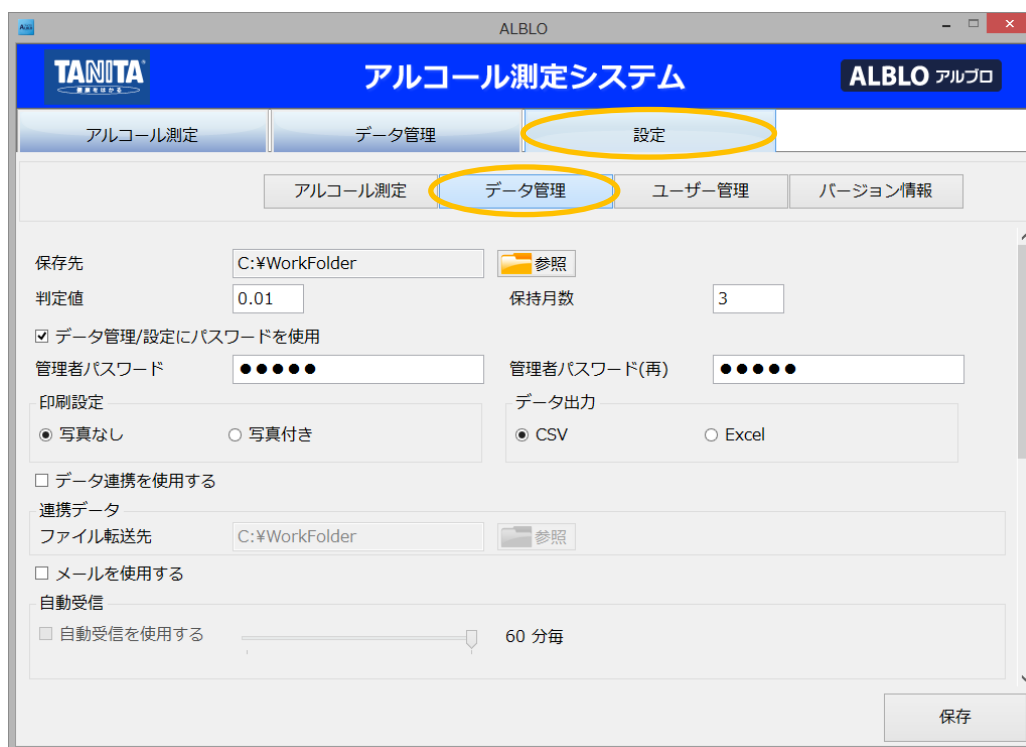 ALBLO
TANITA アルコール測定システム ALBLO アルブロ
健康をはかる
アルコール測定 データ管理 設定
アルコール測定 データ管理 ユーザー管理 バージョン情報
保存先 C:¥WorkFolder 参照
判定値 0.01 保持月数 3
データ管理/設定にパスワードを使用
管理者パスワード ●●●●● 管理者パスワード(再) ●●●●●
印刷設定 データ出力
写真なし 写真付き CSV Excel
データ連携を使用する
連携データ
ファイル転送先 C:¥WorkFolder 参照
メールを使用する
自動受信
自動受信を使用する 60 分毎
保存